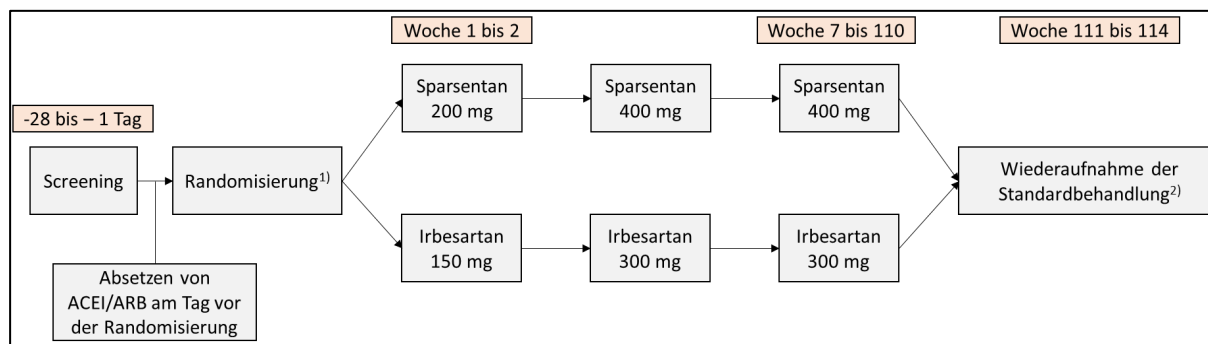 Woche 1 bis 2
Woche 7 bis 110
Woche 111 bis 114
Sparsentan
200 mg
Sparsentan
400 mg
Sparsentan
400 mg
-28 bis – 1 Tag
Screening
Randomisierung1)
Wiederaufnahme der
Standardbehandlung2)
Irbesartan
150 mg
Irbesartan
300 mg
Irbesartan
300 mg
Absetzen von
ACEI/ARB am Tag vor
der Randomisierung